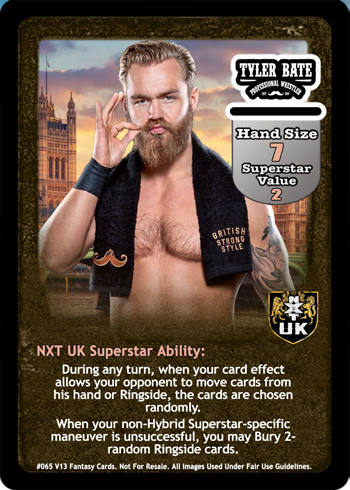 TYLER BATE
PROFESSIONAL WRESTLER
Hand Size
7
Superstar
Value
2
BRITISH
STRONG
STYLE
NXT
UK
NXT UK Superstar Ability:
During any turn, when your card effect
allows your opponent to move cards from
his hand or Ringside, the cards are chosen
randomly.
When your non-Hybrid Superstar-specific
maneuver is unsuccessful, you may Bury 2-
random Ringside cards.
#065 V13 Fantasy Cards. Not For Resale. All Images Used Under Fair Use Guidelines.